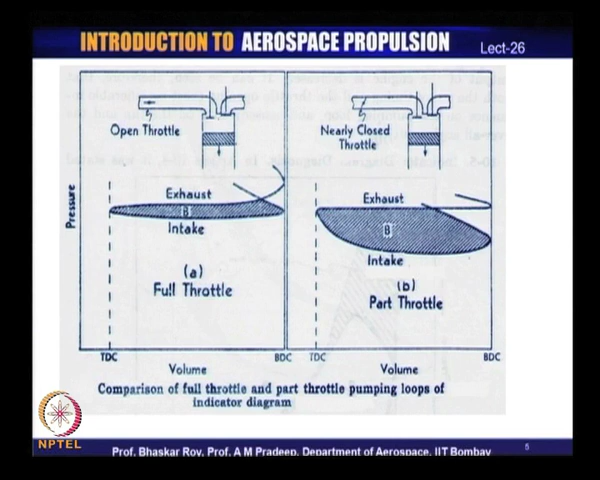 INTRODUCTION TO AEROSPACE PROPULSION
Lect-26
Open Throttle
Nearly Closed
Throttle
Pressure
Exhaust
B
Intake
(a)
Full Throttle
Exhaust
B
Intake
(b)
Part Throttle
TDC
BDC
TDC
BDC
Volume
Volume
Comparison of full throttle and part throttle pumping loops of
indicator diagram
NPTEL
Prof. Bhaskar Roy, Prof. A M Pradeep, Department of Aerospace, IIT Bombay
5